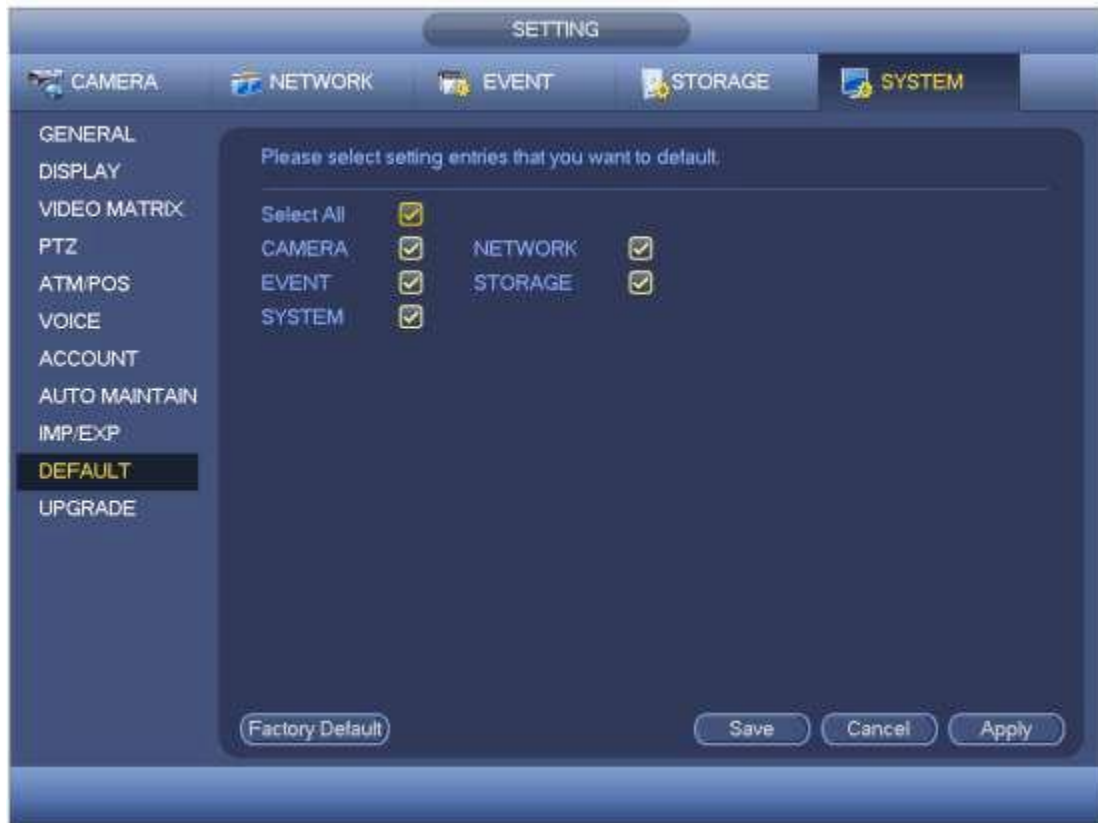 SETTING
CAMERA NETWORK EVENT STORAGE SYSTEM
GENERAL
DISPLAY
VIDEO MATRIX
PTZ
ATM/POS
VOICE
ACCOUNT
AUTO MAINTAIN
IMP/EXP
DEFAULT
UPGRADE
Please select setting entries that you want to default.
Select All
CAMERA NETWORK
EVENT STORAGE
SYSTEM
Factory Default Save Cancel Apply